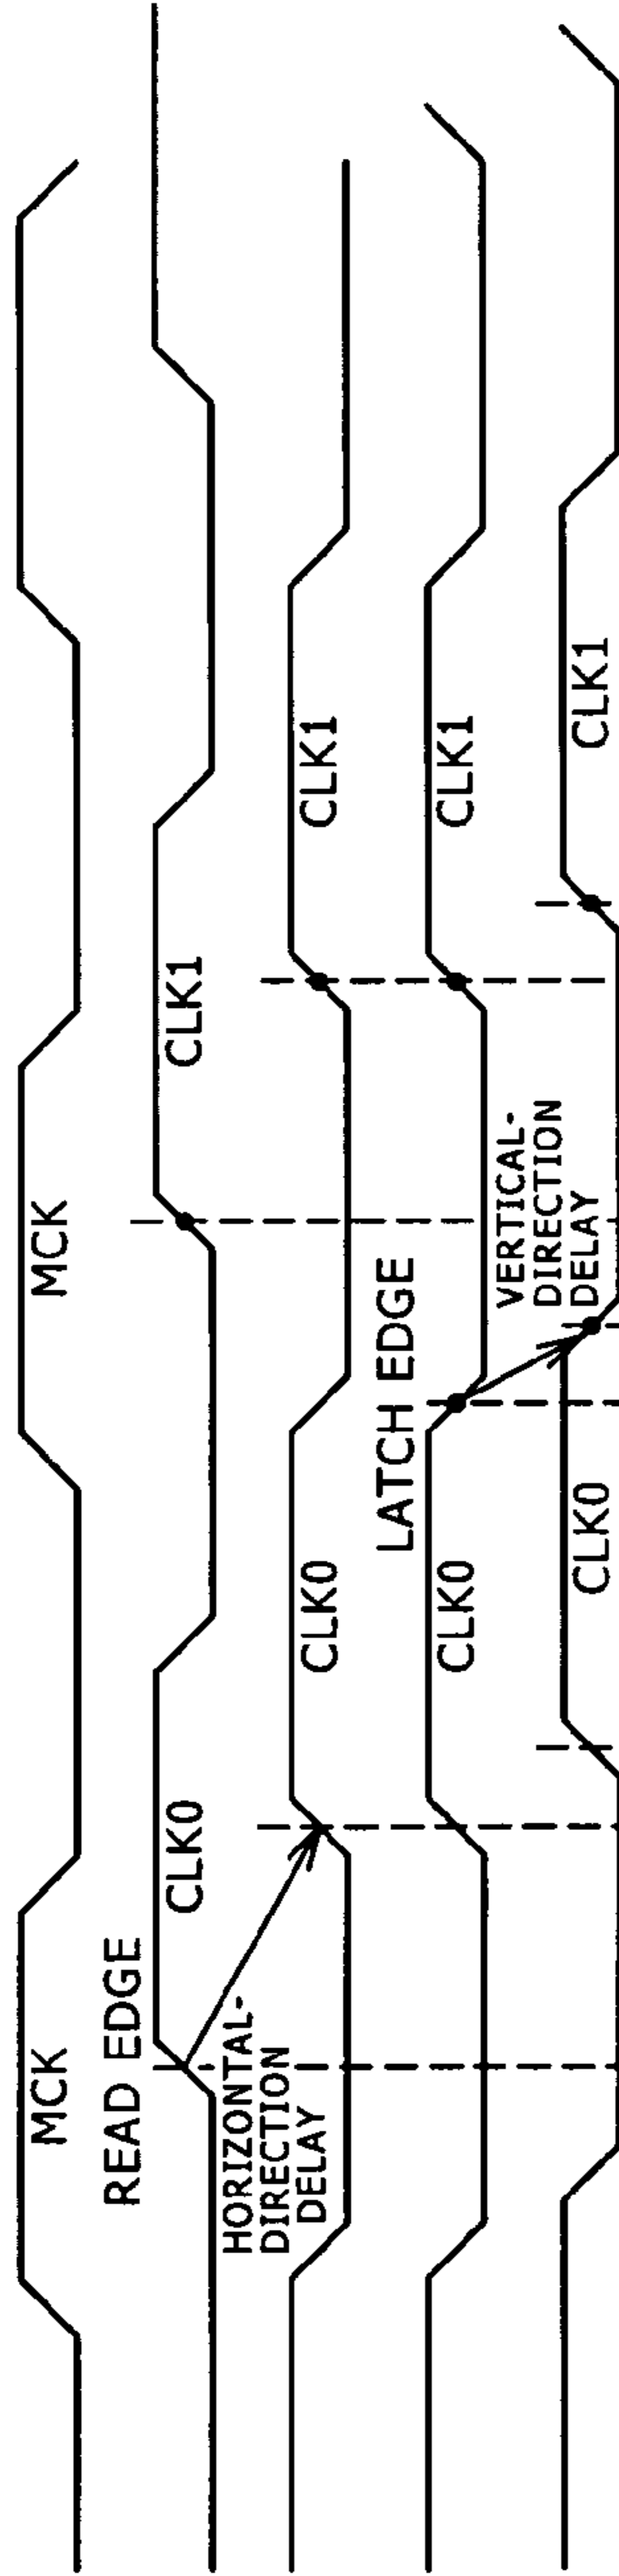 MCK
MCK
READ EDGE
CLK0
CLK1
HORIZONTAL-
DIRECTION
DELAY
CLK0
CLK1
LATCH EDGE
CLK0
CLK1
VERTICAL-
DIRECTION
DELAY
CLK0
CLK1